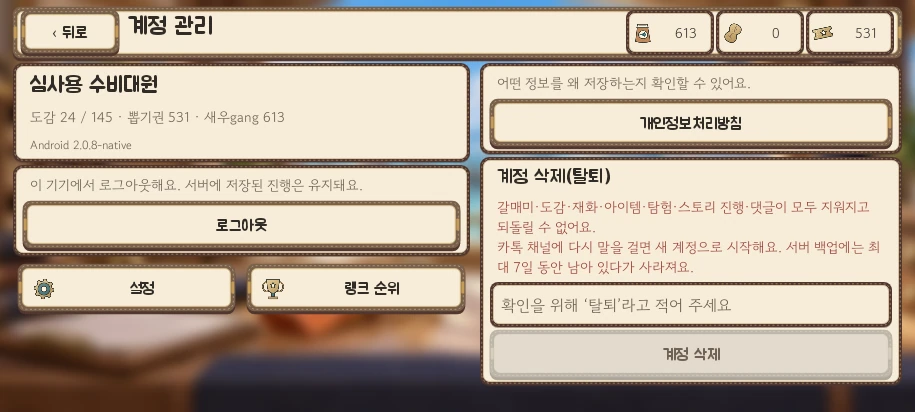 ‹ 뒤로
계정 관리
613
0
531
심사용 수비대원
도감 24 / 145 · 뽑기권 531 · 새우gang 613
Android 2.0.8-native
이 기기에서 로그아웃해요. 서버에 저장된 진행은 유지돼요.
로그아웃
설정
랭크 순위
어떤 정보를 왜 저장하는지 확인할 수 있어요.
개인정보처리방침
계정 삭제(탈퇴)
갈매미·도감·재화·아이템·탐험·스토리 진행·댓글이 모두 지워지고
되돌릴 수 없어요.
카톡 채널에 다시 말을 걸면 새 계정으로 시작해요. 서버 백업에는 최
대 7일 동안 남아 있다가 사라져요.
확인을 위해 ‘탈퇴’라고 적어 주세요
계정 삭제